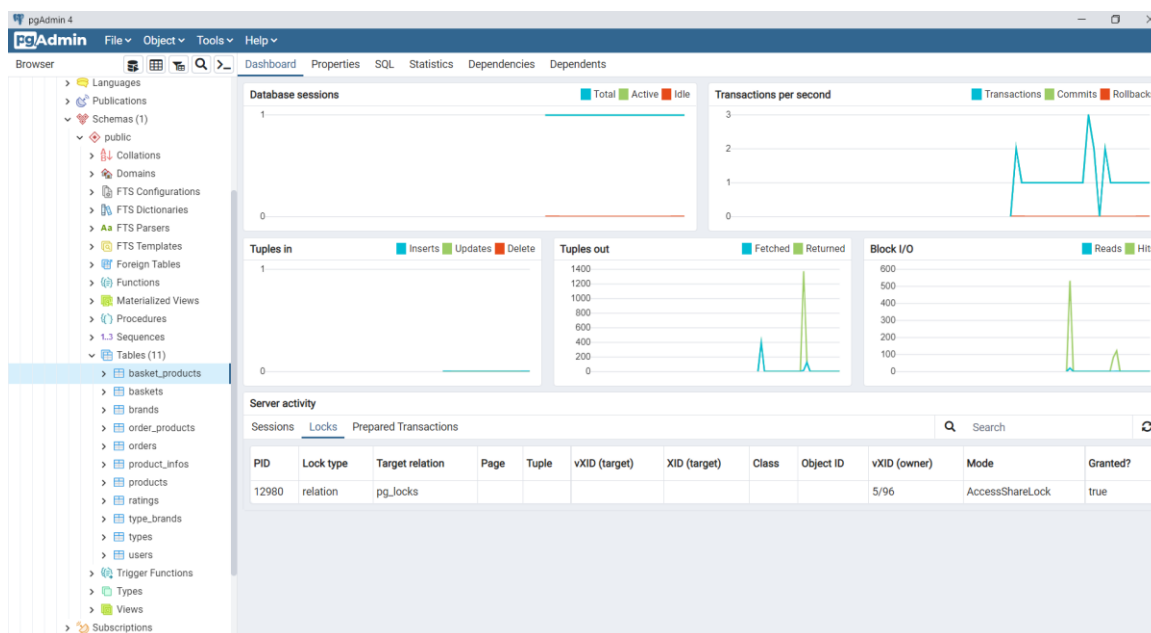 pgAdmin 4
pgAdmin File Object Tools Help
Browser
Dashboard Properties SQL Statistics Dependencies Dependents
Languages
Publications
Schemas (1)
public
Collations
Domains
FTS Configurations
FTS Dictionaries
Aa FTS Parsers
FTS Templates
Foreign Tables
Functions
Materialized Views
Procedures
1..3 Sequences
Tables (11)
basket_products
baskets
brands
order_products
orders
product_infos
products
ratings
type_brands
types
users
Trigger Functions
Types
Views
Subscriptions
Database sessions
Total Active Idle
1
0
Transactions per second
Transactions Commits Rollback
3
2
1
0
Tuples in
Inserts Updates Delete
1
0
Tuples out
Fetched Returned
1400
1200
1000
800
600
400
200
0
Block I/O
Reads Hit
600
500
400
300
200
100
0
Server activity
Sessions Locks Prepared Transactions
Search
PID Lock type Target relation Page Tuple vXID (target) XID (target) Class Object ID vXID (owner) Mode Granted?
12980 relation pg_locks 5/96 AccessShareLock true